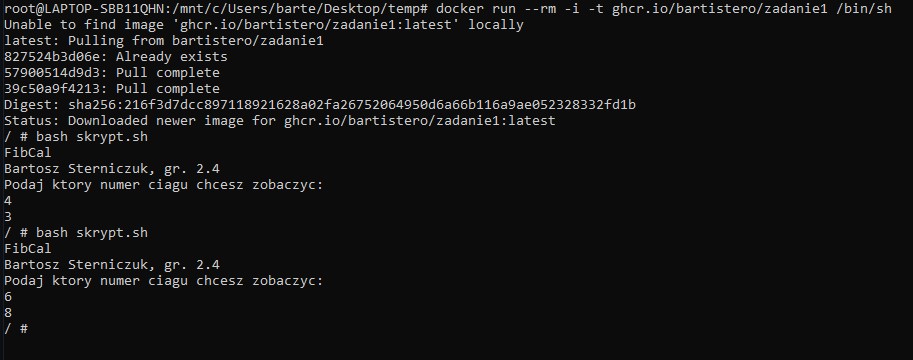 root@LAPTOP-SBB11QHN:/mnt/c/Users/barte/Desktop/temp# docker run --rm -i -t ghcr.io/bartistero/zadanie1 /bin/sh
Unable to find image 'ghcr.io/bartistero/zadanie1:latest' locally
latest: Pulling from bartistero/zadanie1
827524b3d06e: Already exists
57900514d9d3: Pull complete
39c50a9f4213: Pull complete
Digest: sha256:216f3d7dcc897118921628a02fa26752064950d6a66b116a9ae052328332fd1b
Status: Downloaded newer image for ghcr.io/bartistero/zadanie1:latest
/ # bash skrypt.sh
FibCal
Bartosz Sterniczuk, gr. 2.4
Podaj ktory numer ciagu chcesz zobaczyc:
4
3
/ # bash skrypt.sh
FibCal
Bartosz Sterniczuk, gr. 2.4
Podaj ktory numer ciagu chcesz zobaczyc:
6
8
/ #